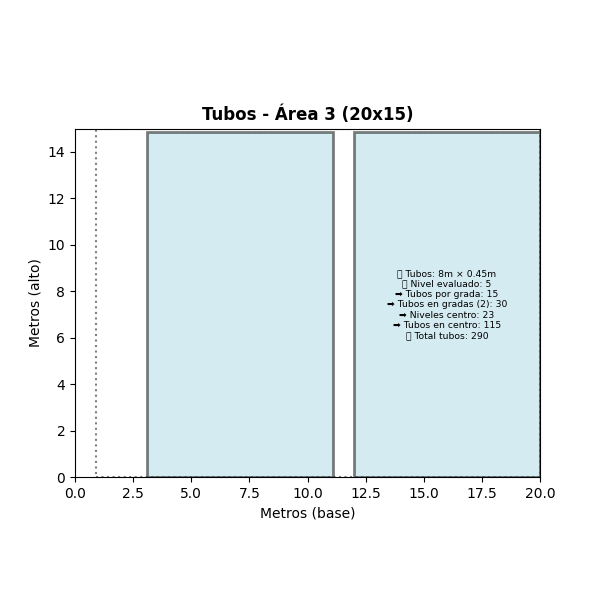 Tubos - Área 3 (20x15)
Metros (alto)
14
12
10
8
6
4
2
0
▯ Tubos: 8m × 0.45m
▯ Nivel evaluado: 5
➡ Tubos por grada: 15
➡ Tubos en gradas (2): 30
➡ Niveles centro: 23
➡ Tubos en centro: 115
▯ Total tubos: 290
0.0 2.5 5.0 7.5 10.0 12.5 15.0 17.5 20.0
Metros (base)